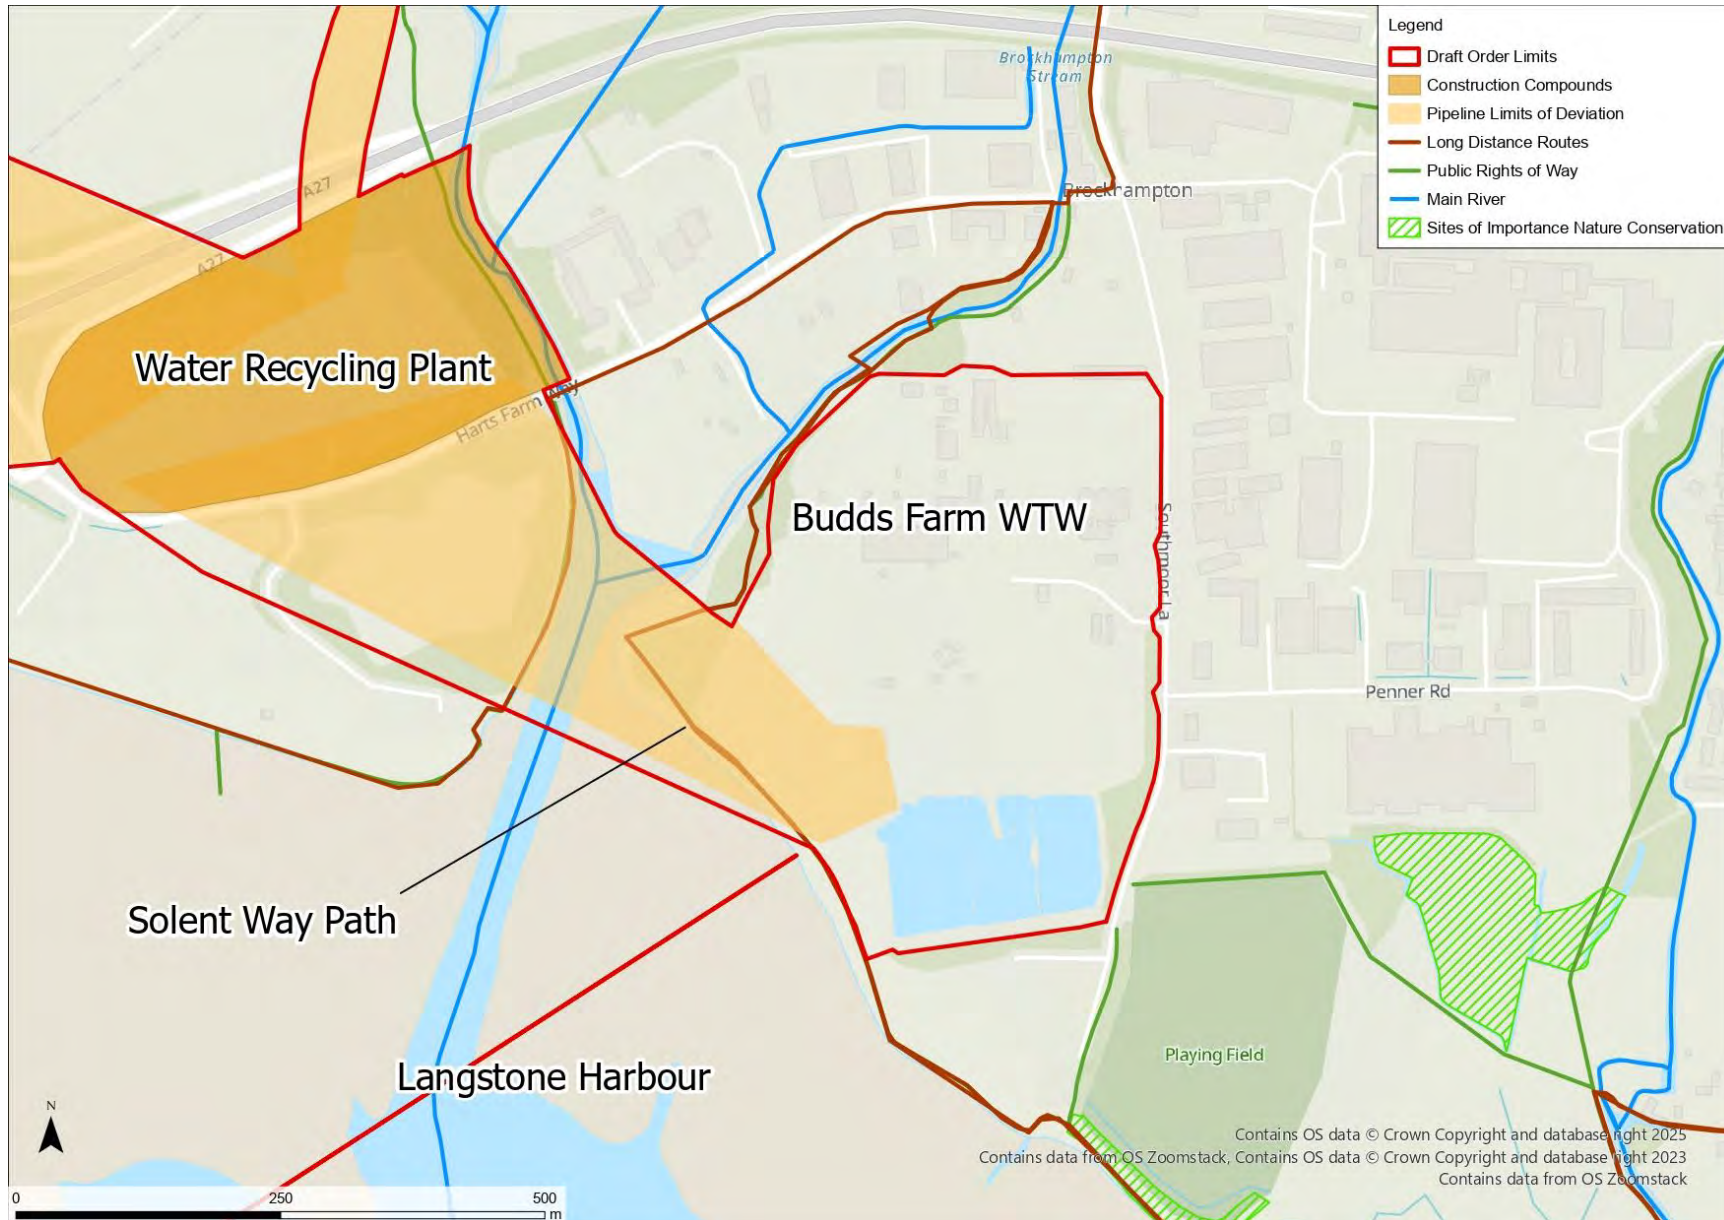 Legend
Draft Order Limits
Construction Compounds
Pipeline Limits of Deviation
Long Distance Routes
Public Rights of Way
Main River
Sites of Importance Nature Conservation
Brockhampton
Stream
A27
A27
Brockhampton
Water Recycling Plant
Harts Farm Way
Budds Farm WTW
Southmoor La
Penner Rd
Solent Way Path
Langstone Harbour
Playing Field
N
Contains OS data © Crown Copyright and database right 2025
Contains data from OS Zoomstack, Contains OS data © Crown Copyright and database right 2023
Contains data from OS Zoomstack
0 250 500
m